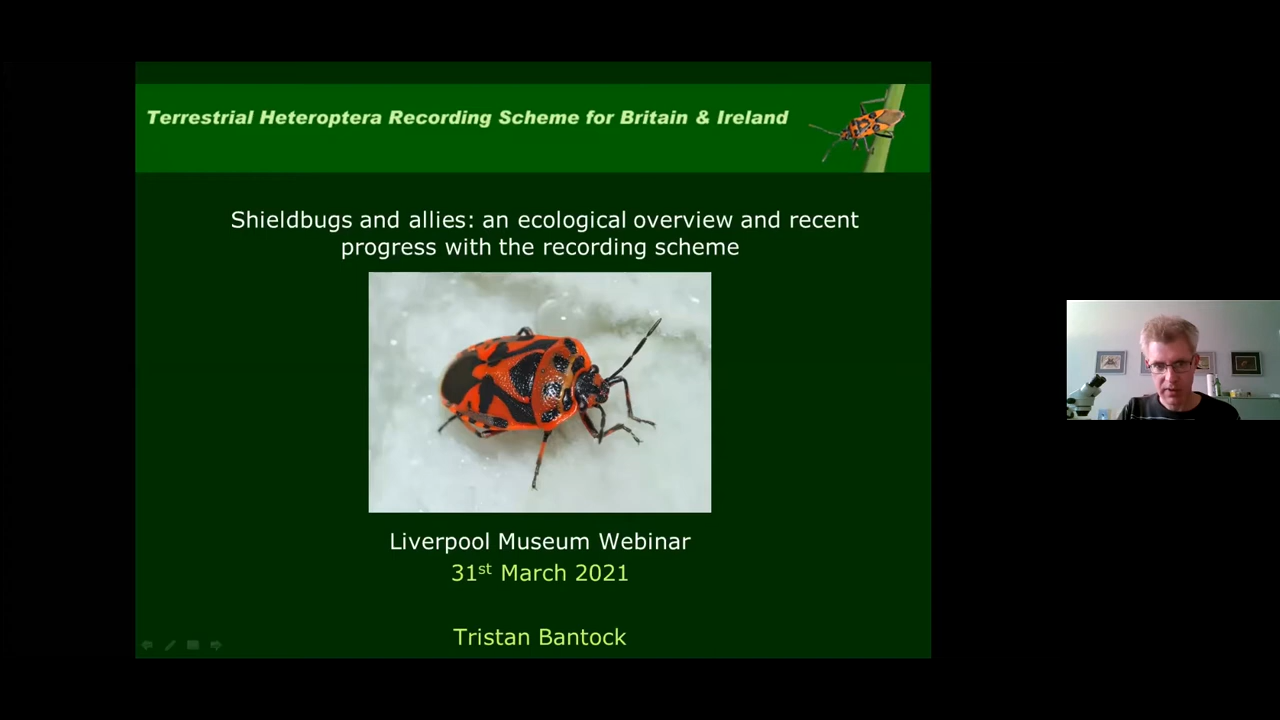 Terrestrial Heteroptera Recording Scheme for Britain & Ireland
Shieldbugs and allies: an ecological overview and recent
progress with the recording scheme
Liverpool Museum Webinar
31st March 2021
Tristan Bantock